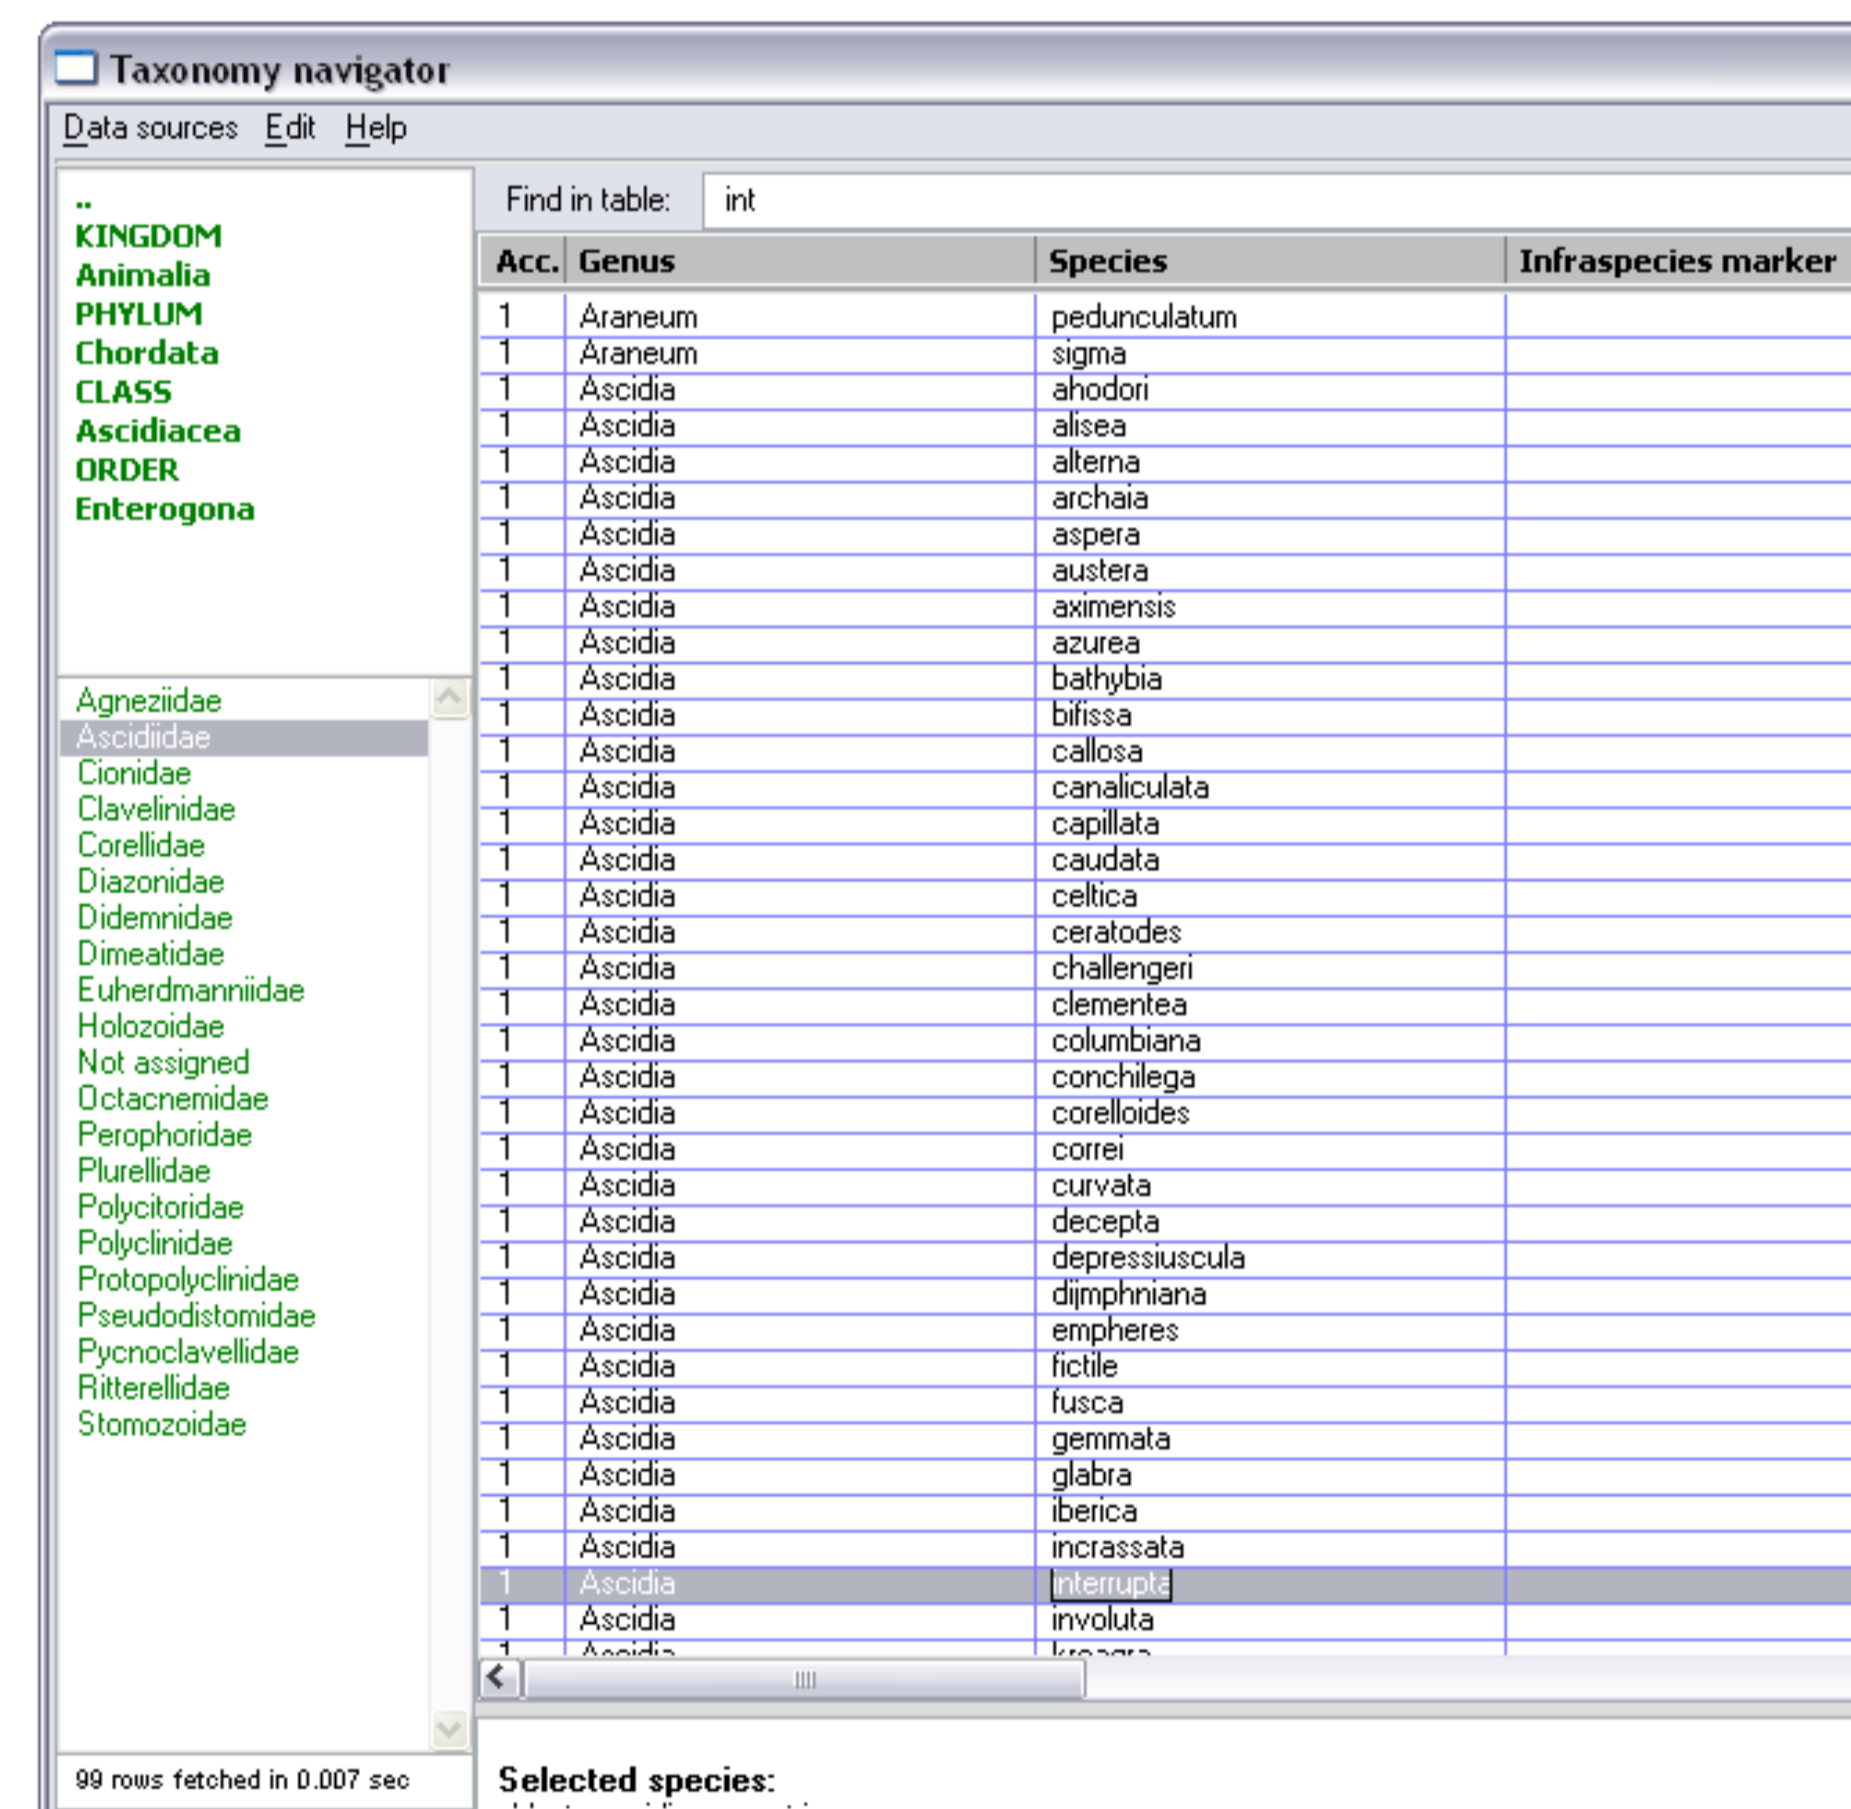 Taxonomy navigator
Data sources Edit Help
..
KINGDOM
Animalia
PHYLUM
Chordata
CLASS
Ascidiacea
ORDER
Enterogona
Agneziidae
Ascidiidae
Cionidae
Clavelinidae
Corellidae
Diazonidae
Didemnidae
Dimeatidae
Euherdmanniidae
Holozoidae
Not assigned
Octacnemidae
Perophoridae
Plurellidae
Polycitoridae
Polyclinidae
Protopolyclinidae
Pseudodistomidae
Pycnoclavellidae
Ritterellidae
Stomozoidae
99 rows fetched in 0.007 sec
Find in table: int
Acc. Genus Species Infraspecies marker
1 Araneum pedunculatum
1 Araneum sigma
1 Ascidia ahodori
1 Ascidia alisea
1 Ascidia alterna
1 Ascidia archaia
1 Ascidia aspera
1 Ascidia austera
1 Ascidia aximensis
1 Ascidia azurea
1 Ascidia bathybia
1 Ascidia bifissa
1 Ascidia callosa
1 Ascidia canaliculata
1 Ascidia capillata
1 Ascidia caudata
1 Ascidia celtica
1 Ascidia ceratodes
1 Ascidia challengeri
1 Ascidia clementea
1 Ascidia columbiana
1 Ascidia conchilega
1 Ascidia corelloides
1 Ascidia correi
1 Ascidia curvata
1 Ascidia decepta
1 Ascidia depressiuscula
1 Ascidia dijmphniana
1 Ascidia empheres
1 Ascidia fictile
1 Ascidia fusca
1 Ascidia gemmata
1 Ascidia glabra
1 Ascidia iberica
1 Ascidia incrassata
1 Ascidia interrupta
1 Ascidia involuta
1 Ascidia
Selected species: